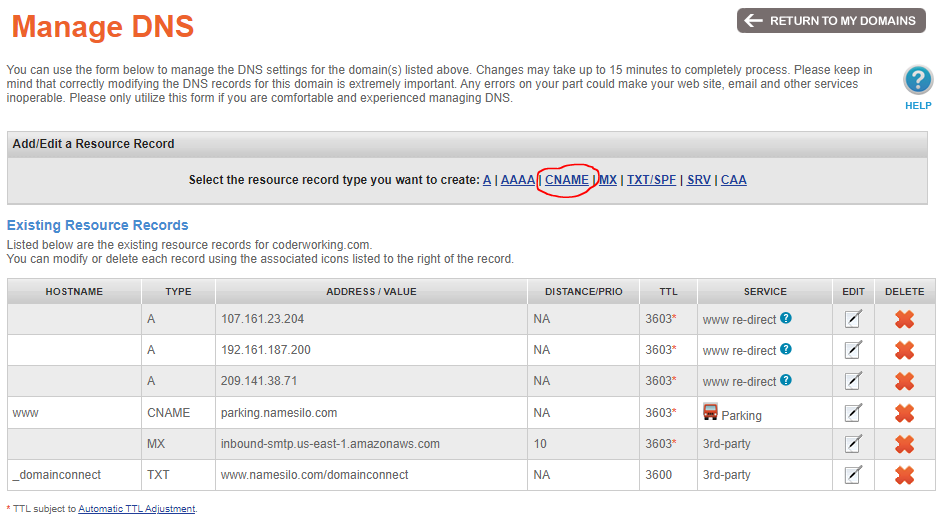 Manage DNS
RETURN TO MY DOMAINS
You can use the form below to manage the DNS settings for the domain(s) listed above. Changes may take up to 15 minutes to completely process. Please keep in
mind that correctly modifying the DNS records for this domain is extremely important. Any errors on your part could make your web site, email and other services
inoperable. Please only utilize this form if you are comfortable and experienced managing DNS.
?
HELP
Add/Edit a Resource Record
Select the resource record type you want to create: A | AAAA | CNAME | MX | TXT/SPF | SRV | CAA
Existing Resource Records
Listed below are the existing resource records for coderworking.com.
You can modify or delete each record using the associated icons listed to the right of the record.
HOSTNAME TYPE ADDRESS / VALUE DISTANCE/PRIO TTL SERVICE EDIT DELETE
A 107.161.23.204 NA 3603* www re-direct ?
A 192.161.187.200 NA 3603* www re-direct ?
A 209.141.38.71 NA 3603* www re-direct ?
www CNAME parking.namesilo.com NA 3603* Parking
MX inbound-smtp.us-east-1.amazonaws.com 10 3603* 3rd-party
_domainconnect TXT www.namesilo.com/domainconnect NA 3600 3rd-party
* TTL subject to Automatic TTL Adjustment.